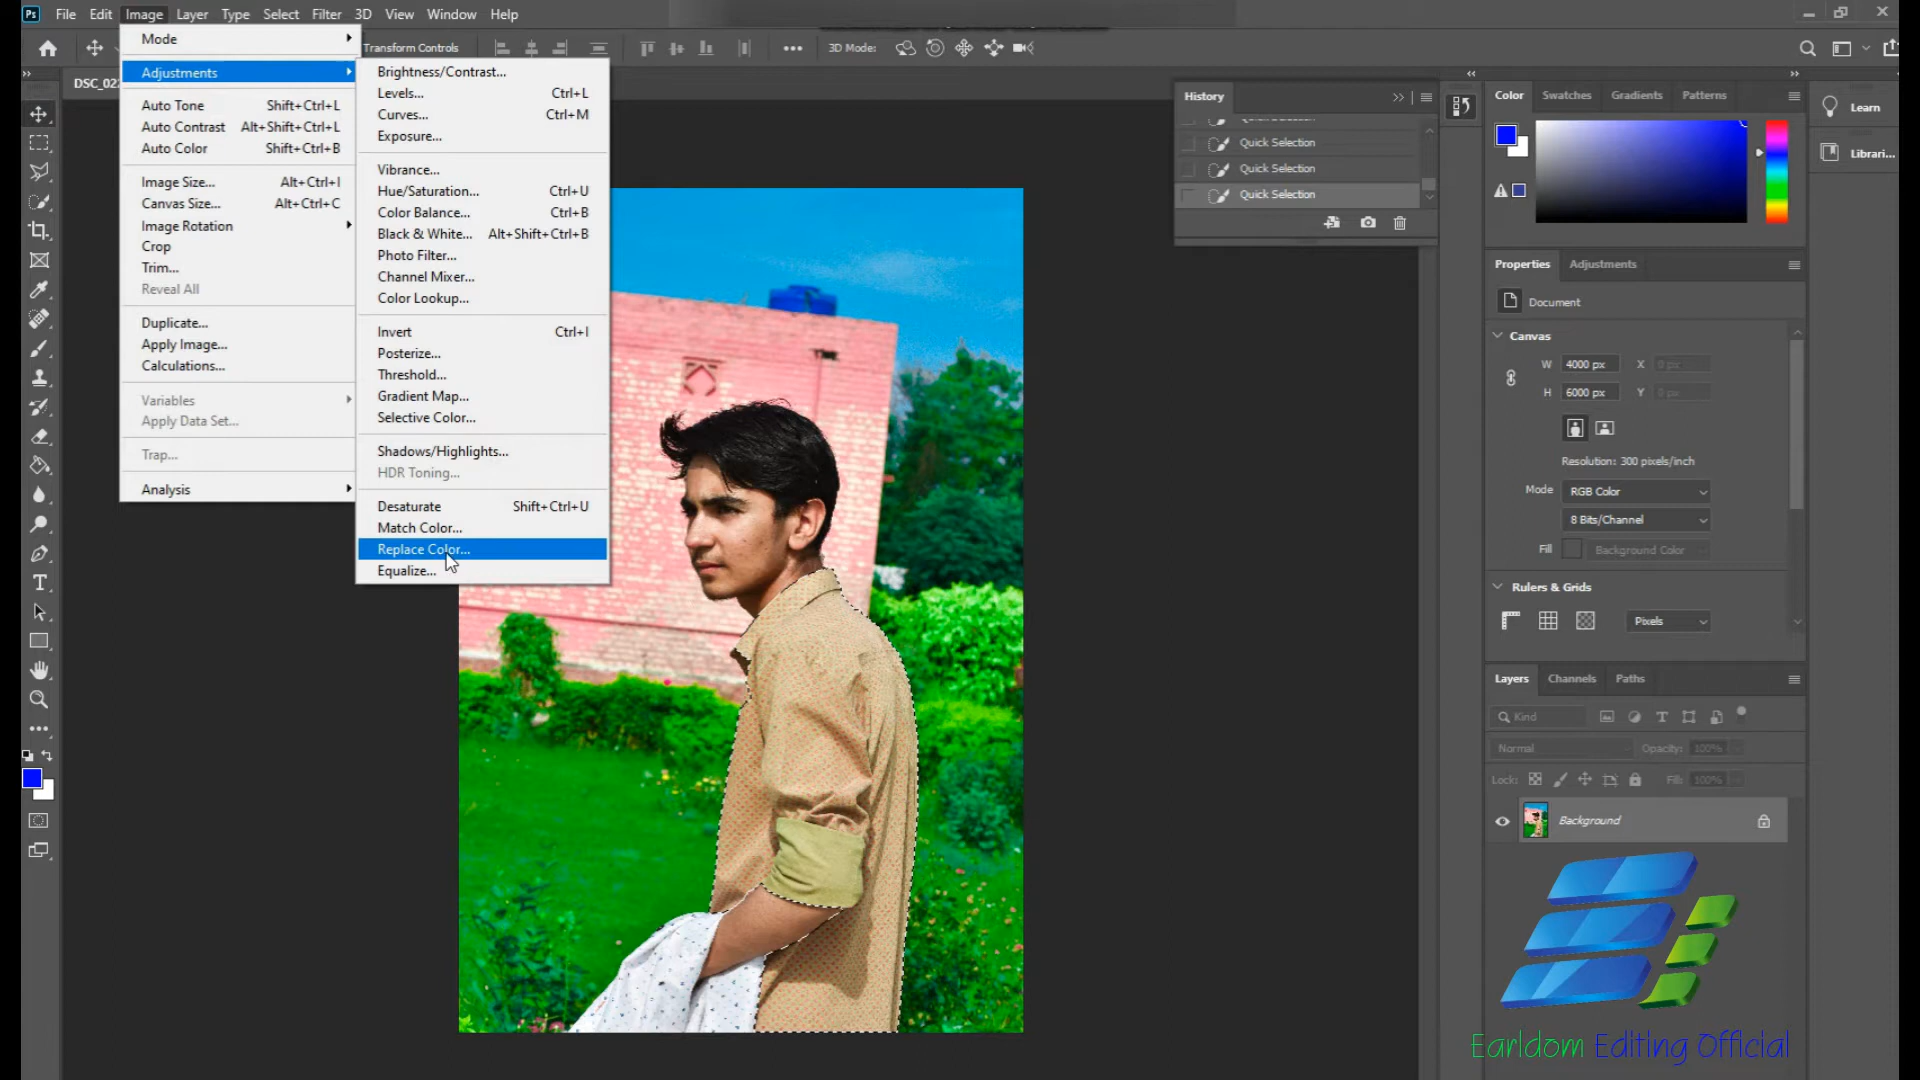 Ps File Edit Image Layer Type Select Filter 3D View Window Help
Transform Controls 3D Mode:
Mode
Adjustments
Auto Tone Shift+Ctrl+L
Auto Contrast Alt+Shift+Ctrl+L
Auto Color Shift+Ctrl+B
Image Size... Alt+Ctrl+I
Canvas Size... Alt+Ctrl+C
Image Rotation
Crop
Trim...
Reveal All
Duplicate...
Apply Image...
Calculations...
Variables
Apply Data Set...
Trap...
Analysis
Brightness/Contrast...
Levels... Ctrl+L
Curves... Ctrl+M
Exposure...
Vibrance...
Hue/Saturation... Ctrl+U
Color Balance... Ctrl+B
Black & White... Alt+Shift+Ctrl+B
Photo Filter...
Channel Mixer...
Color Lookup...
Invert Ctrl+I
Posterize...
Threshold...
Gradient Map...
Selective Color...
Shadows/Highlights...
HDR Toning...
Desaturate Shift+Ctrl+U
Match Color...
Replace Color...
Equalize...
History
Quick Selection
Quick Selection
Quick Selection
Color Swatches Gradients Patterns
Learn
Librari...
Properties Adjustments
Document
Canvas
W 4000 px X 0 px
H 6000 px Y 0 px
Resolution: 300 pixels/inch
Mode RGB Color
8 Bits/Channel
Fill Background Color
Rulers & Grids
Pixels
Layers Channels Paths
Kind
Normal Opacity: 100%
Lock: Fill: 100%
Background
Earldom Editing Official